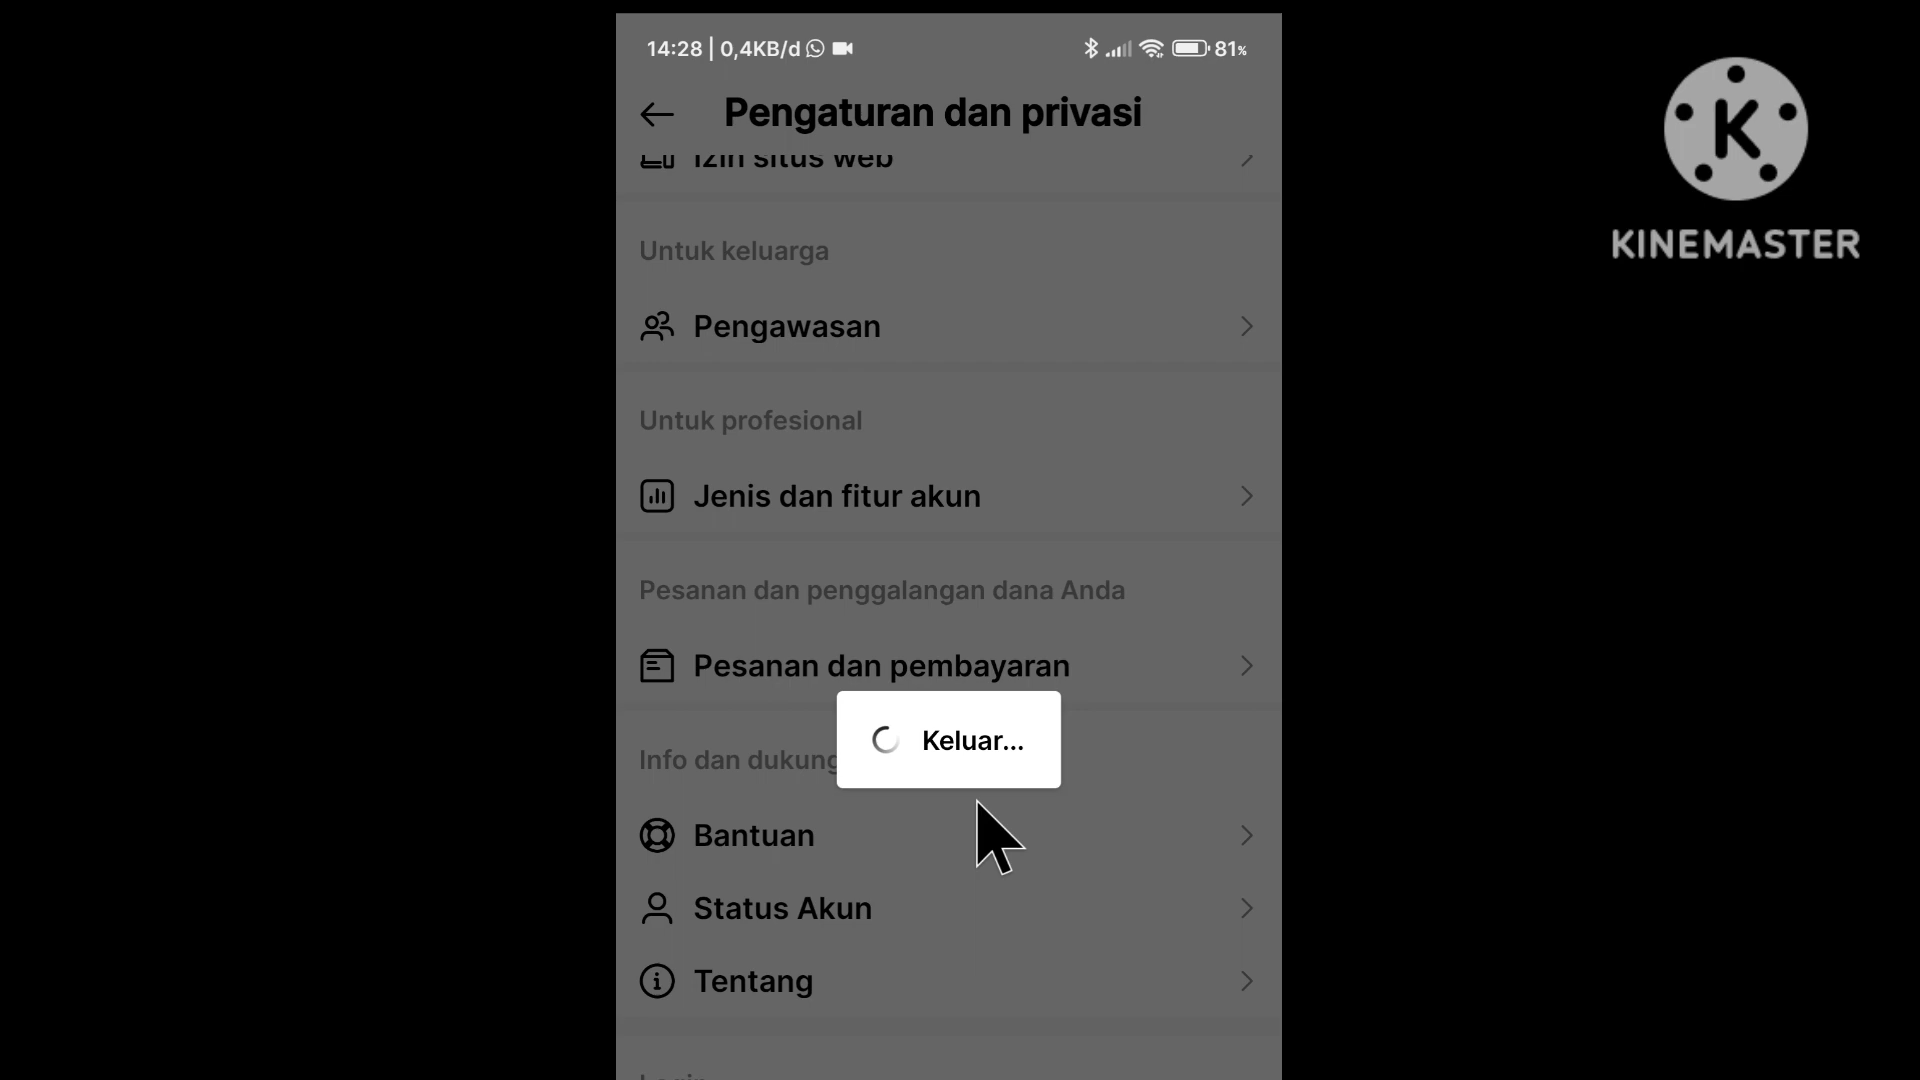 14:28 | 0,4KB/d
81%
KINEMASTER
Pengaturan dan privasi
Izin situs web
Untuk keluarga
Pengawasan
Untuk profesional
Jenis dan fitur akun
Pesanan dan penggalangan dana Anda
Pesanan dan pembayaran
Keluar...
Info dan dukung
Bantuan
Status Akun
Tentang